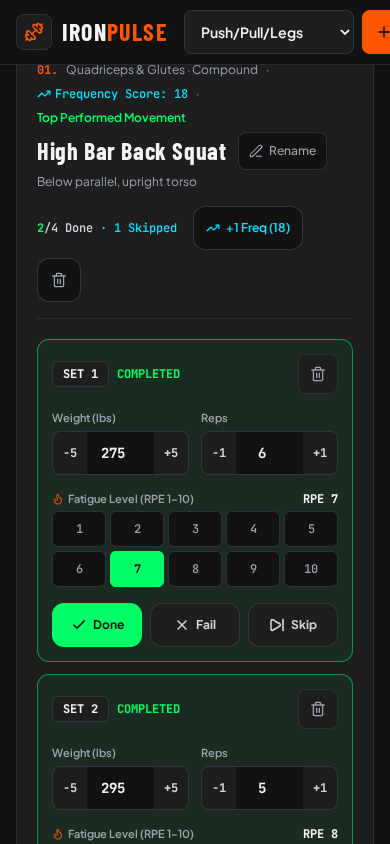 IRONPULSE
Push/Pull/Legs
+
01. Quadriceps & Glutes · Compound ·
Frequency Score: 18 ·
Top Performed Movement
High Bar Back Squat
Rename
Below parallel, upright torso
2/4 Done · 1 Skipped
+1 Freq (18)
SET 1 COMPLETED
Weight (lbs) Reps
-5 275 +5 -1 6 +1
Fatigue Level (RPE 1–10) RPE 7
1 2 3 4 5
6 7 8 9 10
Done Fail Skip
SET 2 COMPLETED
Weight (lbs) Reps
-5 295 +5 -1 5 +1
Fatigue Level (RPE 1–10) RPE 8